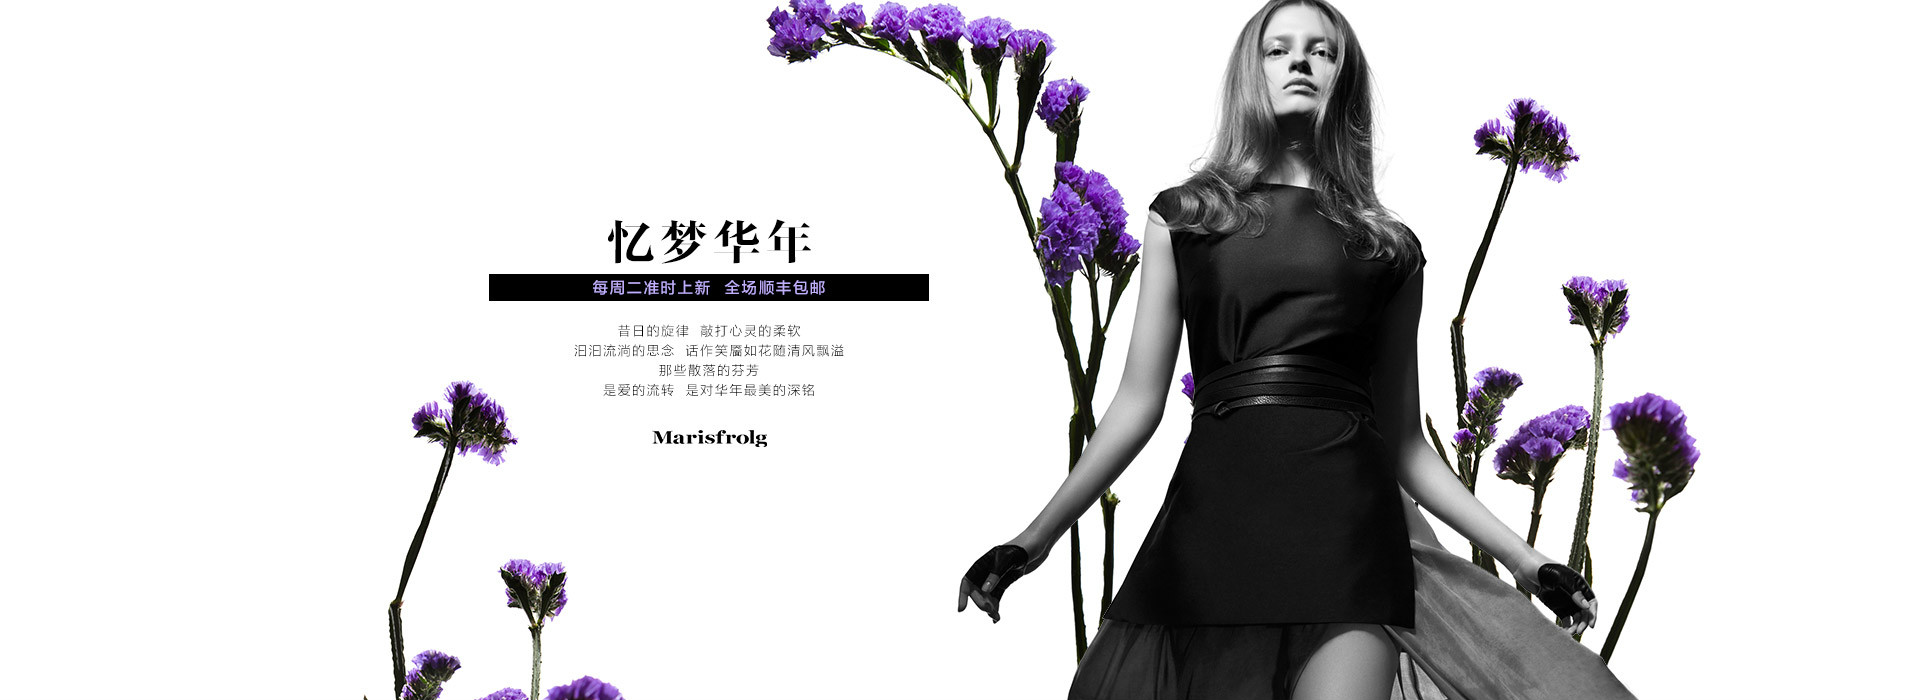 忆梦华年
每周二准时上新 全场顺丰包邮
昔日的旋律 敲打心灵的柔软
汩汩流淌的思念 话作笑靥如花随清风飘溢
那些散落的芬芳
是爱的流转 是对华年最美的深铭
Marisfrolg